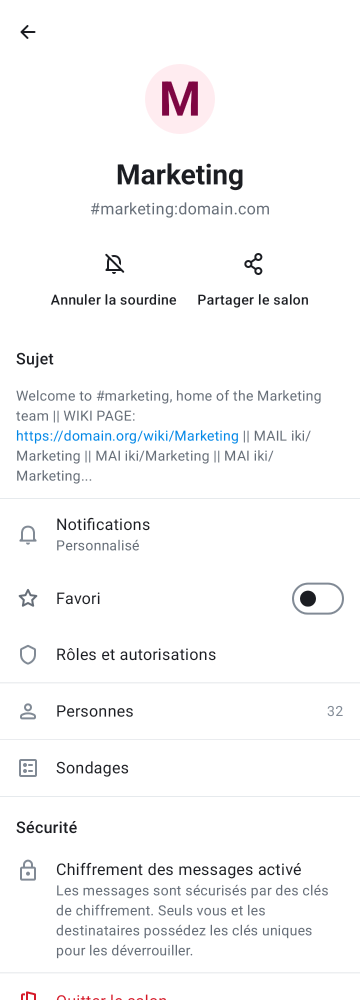 M
Marketing
#marketing:domain.com
Annuler la sourdine
Partager le salon
Sujet
Welcome to #marketing, home of the Marketing
team || WIKI PAGE:
https://domain.org/wiki/Marketing || MAIL iki/
Marketing || MAI iki/Marketing || MAI iki/
Marketing...
Notifications
Personnalisé
Favori
Rôles et autorisations
Personnes
32
Sondages
Sécurité
Chiffrement des messages activé
Les messages sont sécurisés par des clés
de chiffrement. Seuls vous et les
destinataires possédez les clés uniques
pour les déverrouiller.
Quitter le salon